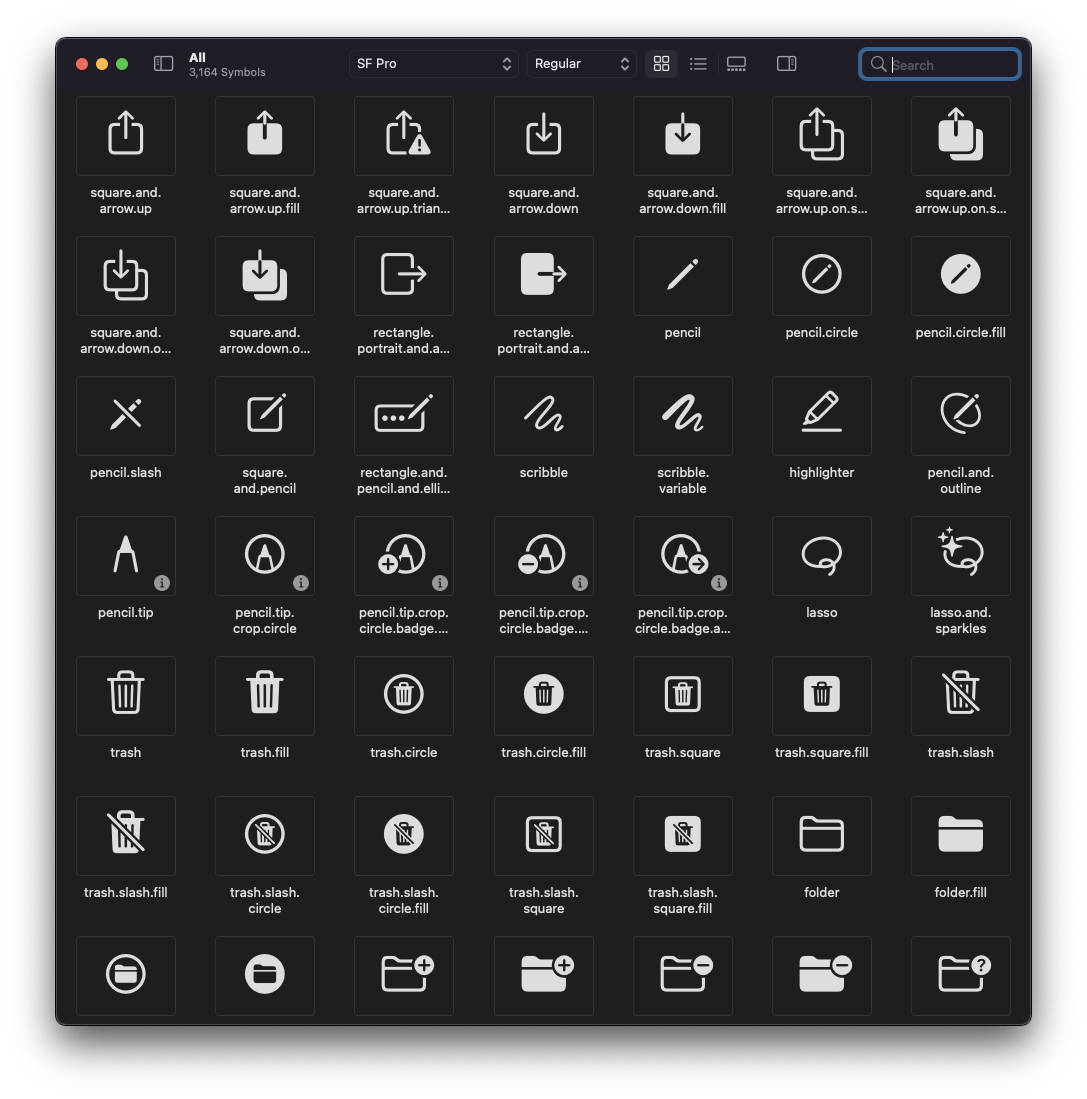 All
3,164 Symbols
SF Pro
Regular
Search
square.and.
arrow.up
square.and.
arrow.up.fill
square.and.
arrow.up.trian...
square.and.
arrow.down
square.and.
arrow.down.fill
square.and.
arrow.up.on.s...
square.and.
arrow.up.on.s...
square.and.
arrow.down.o...
square.and.
arrow.down.o...
rectangle.
portrait.and.a...
rectangle.
portrait.and.a...
pencil
pencil.circle
pencil.circle.fill
pencil.slash
square.
and.pencil
rectangle.and.
pencil.and.elli...
scribble
scribble.
variable
highlighter
pencil.and.
outline
pencil.tip
pencil.tip.
crop.circle
pencil.tip.crop.
circle.badge....
pencil.tip.crop.
circle.badge....
pencil.tip.crop.
circle.badge.a...
lasso
lasso.and.
sparkles
trash
trash.fill
trash.circle
trash.circle.fill
trash.square
trash.square.fill
trash.slash
trash.slash.fill
trash.slash.
circle
trash.slash.
circle.fill
trash.slash.
square
trash.slash.
square.fill
folder
folder.fill